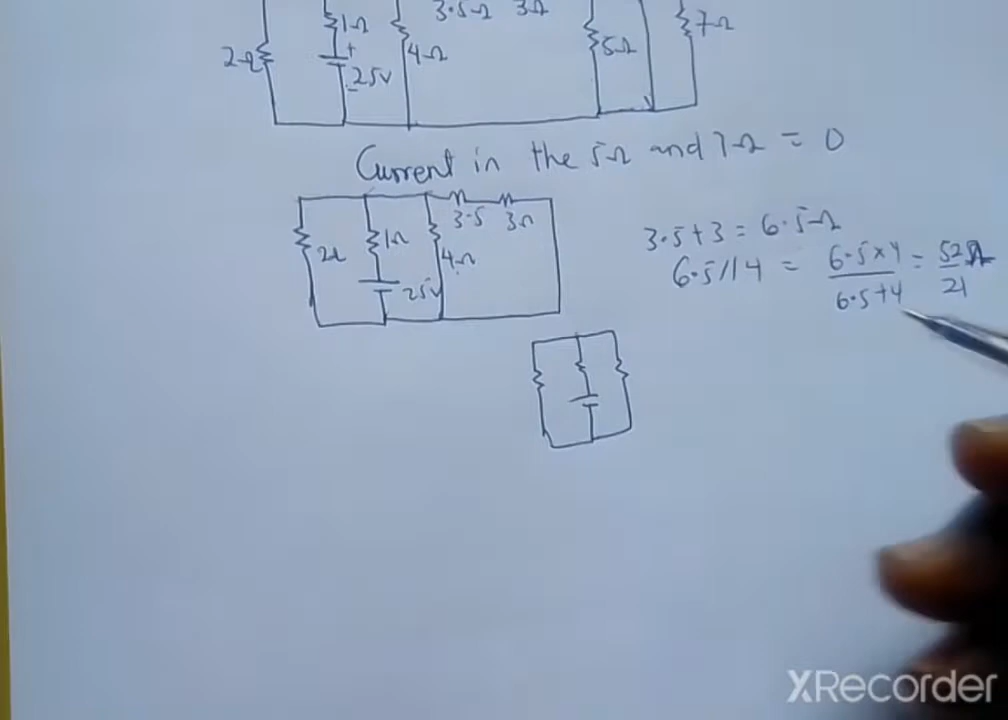 3.5Ω 3Ω
1Ω
+
2Ω
25V
4Ω
5Ω
7Ω
Current in the 5Ω and 7Ω = 0
3.5 3Ω
2Ω
1Ω
4Ω
25V
3.5+3 = 6.5Ω
6.5//4 = 6.5×4 / 6.5+4 = 52Ω / 21
XRecorder